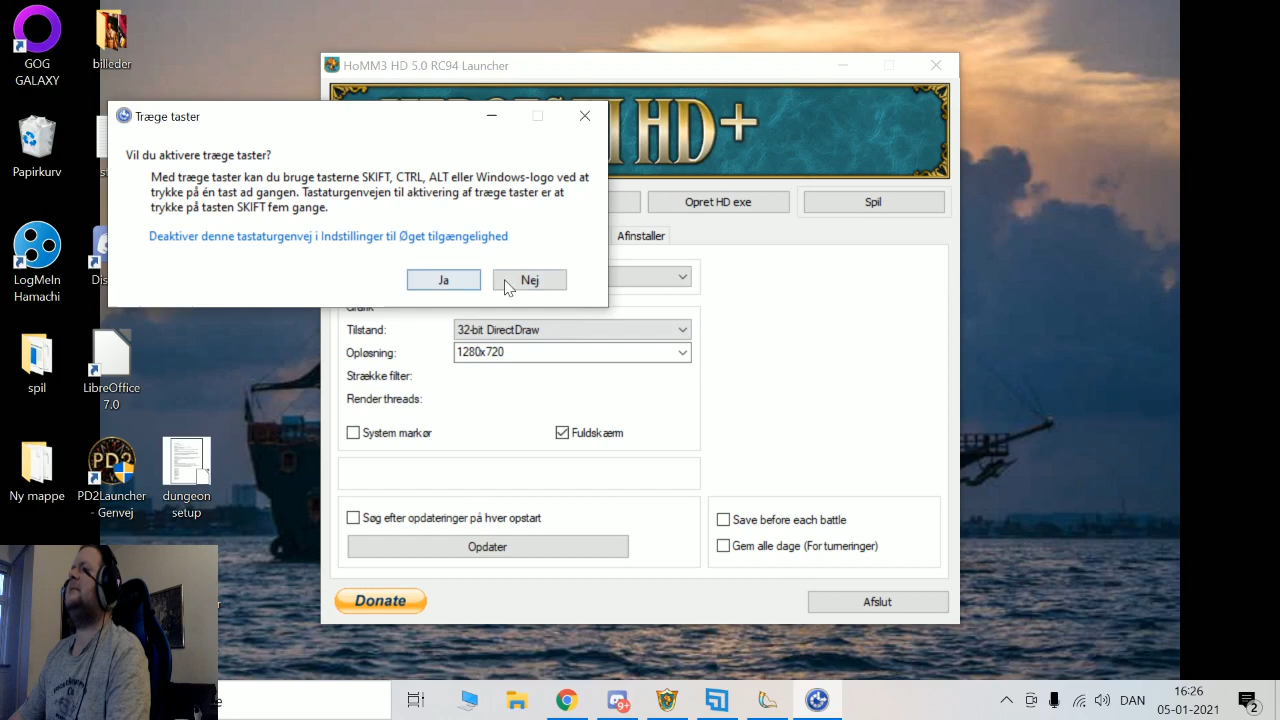 GOG
GALAXY
billeder
Papirkurv
LogMeIn
Hamachi
Dis
spil
LibreOffice
7.0
Ny mappe
PD2
PD2Launcher
- Genvej
dungeon
setup
HoMM3 HD 5.0 RC94 Launcher
HD+
Træge taster
Vil du aktivere træge taster?
Med træge taster kan du bruge tasterne SKIFT, CTRL, ALT eller Windows-logo ved at
trykke på én tast ad gangen. Tastaturgenvejen til aktivering af træge taster er at
trykke på tasten SKIFT fem gange.
Deaktiver denne tastaturgenvej i Indstillinger til Øget tilgængelighed
Ja
Nej
Opret HD exe
Spil
Afinstaller
Grafik
Tilstand:
32-bit DirectDraw
Opløsning:
1280x720
Strække filter:
Render threads:
System markør
Fuldskærm
Søg efter opdateringer på hver opstart
Opdater
Save before each battle
Gem alle dage (For turneringer)
Donate
Afslut
9+
DAN
16:26
05-01-2021
2